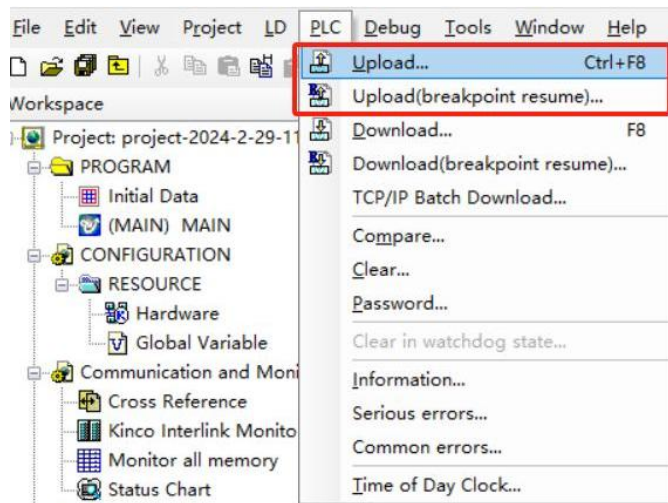 File Edit View Project LD PLC Debug Tools Window Help
Upload... Ctrl+F8
Upload(breakpoint resume)...
Download... F8
Download(breakpoint resume)...
TCP/IP Batch Download...
Compare...
Clear...
Password...
Clear in watchdog state...
Information...
Serious errors...
Common errors...
Time of Day Clock...
Workspace
Project: project-2024-2-29-11
PROGRAM
Initial Data
(MAIN) MAIN
CONFIGURATION
RESOURCE
Hardware
Global Variable
Communication and Moni
Cross Reference
Kinco Interlink Monito
Monitor all memory
Status Chart